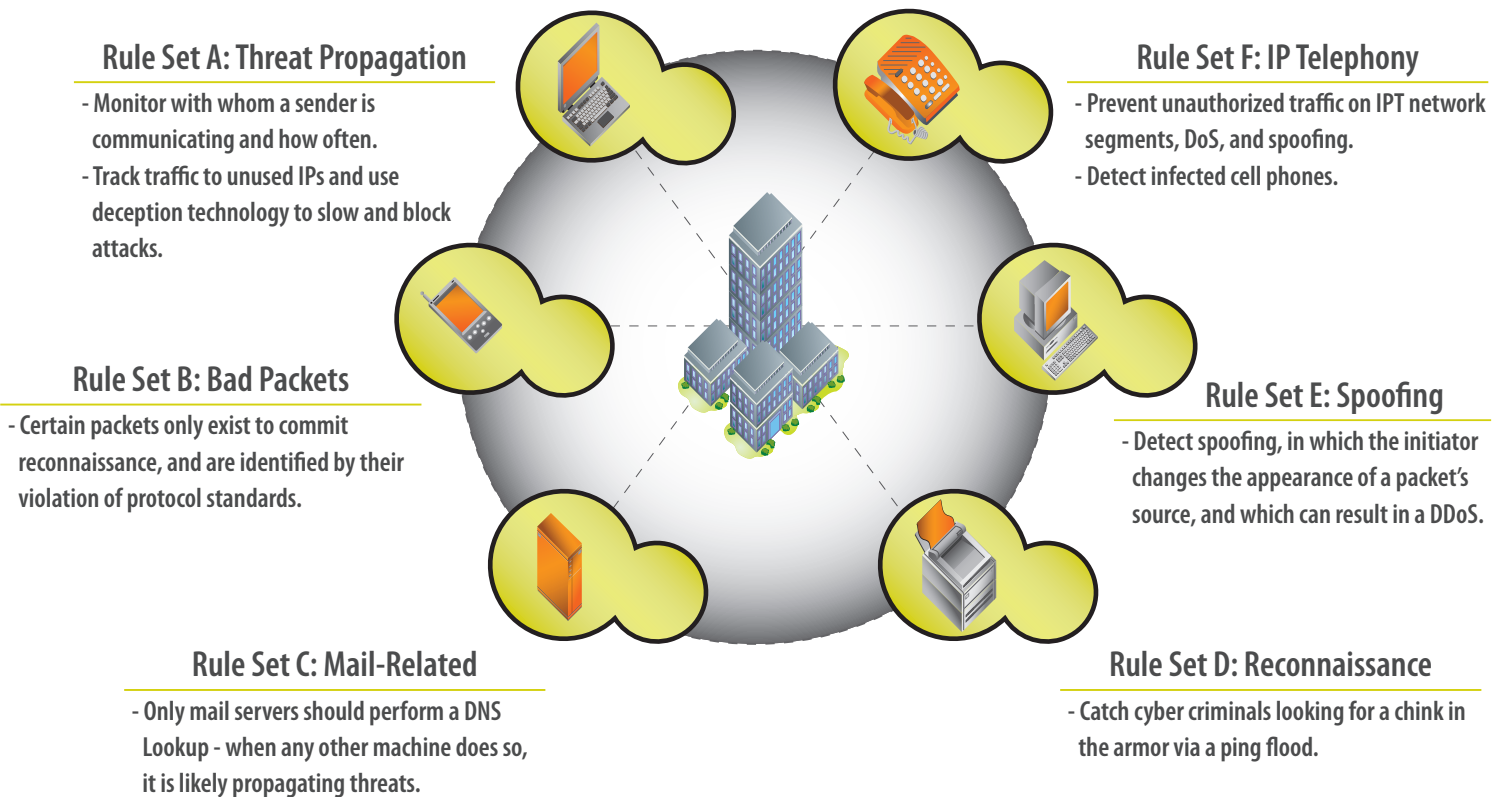 Rule Set A: Threat Propagation
- Monitor with whom a sender is
communicating and how often.
- Track traffic to unused IPs and use
deception technology to slow and block
attacks.
Rule Set B: Bad Packets
- Certain packets only exist to commit
reconnaissance, and are identified by their
violation of protocol standards.
Rule Set C: Mail-Related
- Only mail servers should perform a DNS
Lookup - when any other machine does so,
it is likely propagating threats.
Rule Set F: IP Telephony
- Prevent unauthorized traffic on IPT network
segments, DoS, and spoofing.
- Detect infected cell phones.
Rule Set E: Spoofing
- Detect spoofing, in which the initiator
changes the appearance of a packet's
source, and which can result in a DDoS.
Rule Set D: Reconnaissance
- Catch cyber criminals looking for a chink in
the armor via a ping flood.